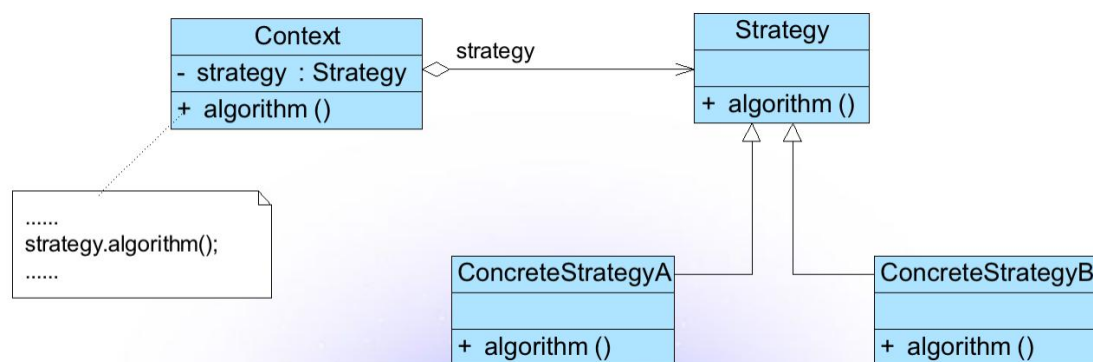 Context
- strategy : Strategy
+ algorithm ()
strategy
Strategy
+ algorithm ()
......
strategy.algorithm();
......
ConcreteStrategyA
+ algorithm ()
ConcreteStrategyB
+ algorithm ()